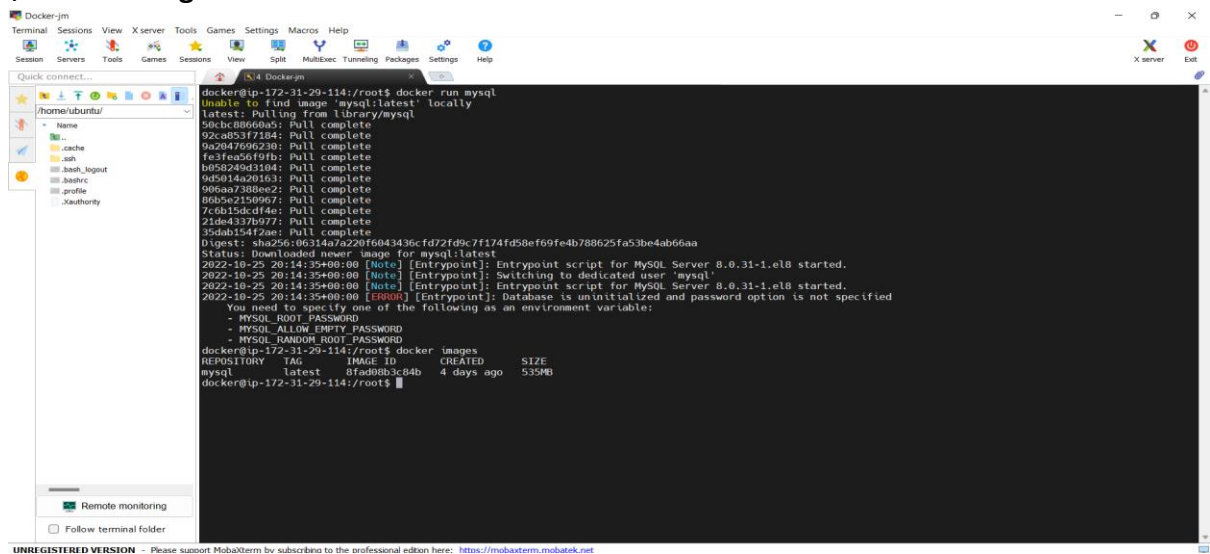 Docker-jm
Terminal Sessions View X server Tools Games Settings Macros Help
Session Servers Tools Games Sessions View Split MultiExec Tunneling Packages Settings Help X server Exit
Quick connect...
4. Docker-jm
/home/ubuntu/
Name
..
.cache
.ssh
.bash_logout
.bashrc
.profile
.Xauthority
docker@ip-172-31-29-114:/root$ docker run mysql
Unable to find image 'mysql:latest' locally
latest: Pulling from library/mysql
50cbc88660a5: Pull complete
92ca853f7184: Pull complete
9a2047696230: Pull complete
fe3fea56f9fb: Pull complete
b058249d3104: Pull complete
9d5014a20163: Pull complete
906aa7388ee2: Pull complete
86b5e2150967: Pull complete
7c6b15dcdf4e: Pull complete
21de4337b977: Pull complete
35dab154f2ae: Pull complete
Digest: sha256:06314a7a220f6043436cfd72fd9c7f174fd58ef69fe4b788625fa53be4ab66aa
Status: Downloaded newer image for mysql:latest
2022-10-25 20:14:35+00:00 [Note] [Entrypoint]: Entrypoint script for MySQL Server 8.0.31-1.el8 started.
2022-10-25 20:14:35+00:00 [Note] [Entrypoint]: Switching to dedicated user 'mysql'
2022-10-25 20:14:35+00:00 [Note] [Entrypoint]: Entrypoint script for MySQL Server 8.0.31-1.el8 started.
2022-10-25 20:14:35+00:00 [ERROR] [Entrypoint]: Database is uninitialized and password option is not specified
You need to specify one of the following as an environment variable:
- MYSQL_ROOT_PASSWORD
- MYSQL_ALLOW_EMPTY_PASSWORD
- MYSQL_RANDOM_ROOT_PASSWORD
docker@ip-172-31-29-114:/root$ docker images
REPOSITORY TAG IMAGE ID CREATED SIZE
mysql latest 8fad08b3c84b 4 days ago 535MB
docker@ip-172-31-29-114:/root$
Remote monitoring
Follow terminal folder
UNREGISTERED VERSION - Please support MobaXterm by subscribing to the professional edition here: https://mobaxterm.mobatek.net